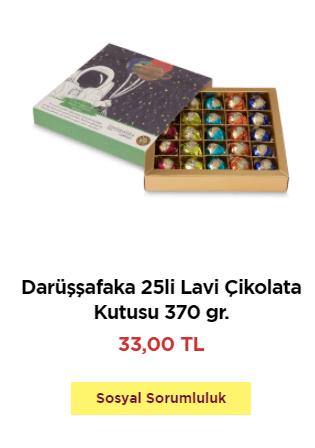 Darüşşafaka 25li Lavi Çikolata
Kutusu 370 gr.
33,00 TL
Sosyal Sorumluluk